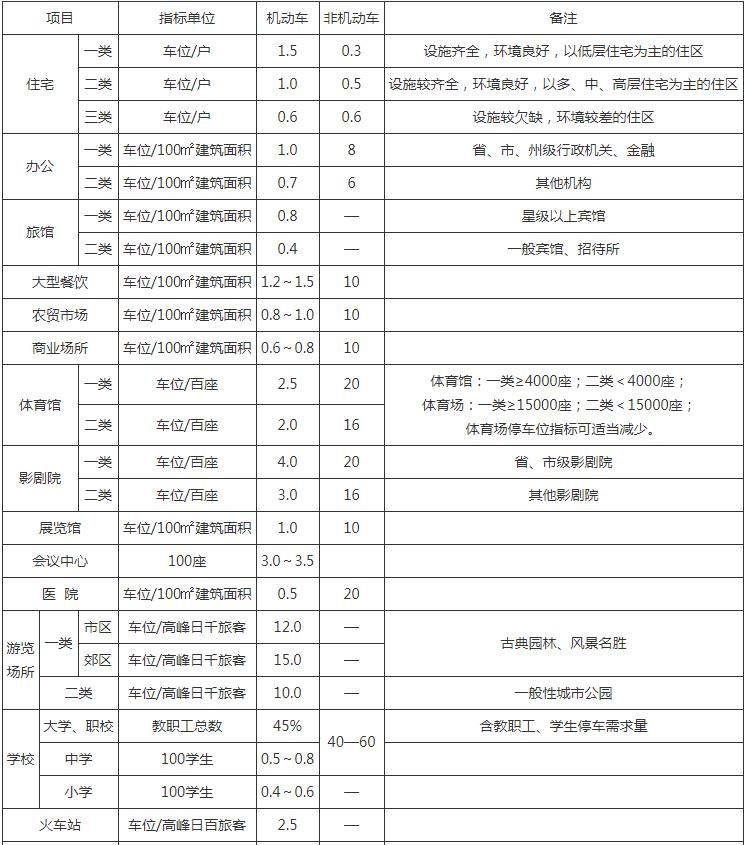 项目 指标单位 机动车 非机动车 备注
住宅 一类 车位/户 1.5 0.3 设施齐全，环境良好，以低层住宅为主的住区
二类 车位/户 1.0 0.5 设施较齐全，环境良好，以多、中、高层住宅为主的住区
三类 车位/户 0.6 0.6 设施较欠缺，环境较差的住区
办公 一类 车位/100㎡建筑面积 1.0 8 省、市、州级行政机关、金融
二类 车位/100㎡建筑面积 0.7 6 其他机构
旅馆 一类 车位/100㎡建筑面积 0.8 — 星级以上宾馆
二类 车位/100㎡建筑面积 0.4 — 一般宾馆、招待所
大型餐饮 车位/100㎡建筑面积 1.2～1.5 10
农贸市场 车位/100㎡建筑面积 0.8～1.0 10
商业场所 车位/100㎡建筑面积 0.6～0.8 10
体育馆 一类 车位/百座 2.5 20 体育馆：一类≥4000座；二类＜4000座；
体育场：一类≥15000座；二类＜15000座；
二类 车位/百座 2.0 16 体育场停车位指标可适当减少。
影剧院 一类 车位/百座 4.0 20 省、市级影剧院
二类 车位/百座 3.0 16 其他影剧院
展览馆 车位/100㎡建筑面积 1.0 10
会议中心 100座 3.0～3.5
医 院 车位/100㎡建筑面积 0.5 20
游览场所 一类 市区 车位/高峰日千旅客 12.0 — 古典园林、风景名胜
郊区 车位/高峰日千旅客 15.0 —
二类 车位/高峰日千旅客 10.0 — 一般性城市公园
学校 大学、职校 教职工总数 45% 40—60 含教职工、学生停车需求量
中学 100学生 0.5～0.8
小学 100学生 0.4～0.6 —
火车站 车位/高峰日百旅客 2.5 —